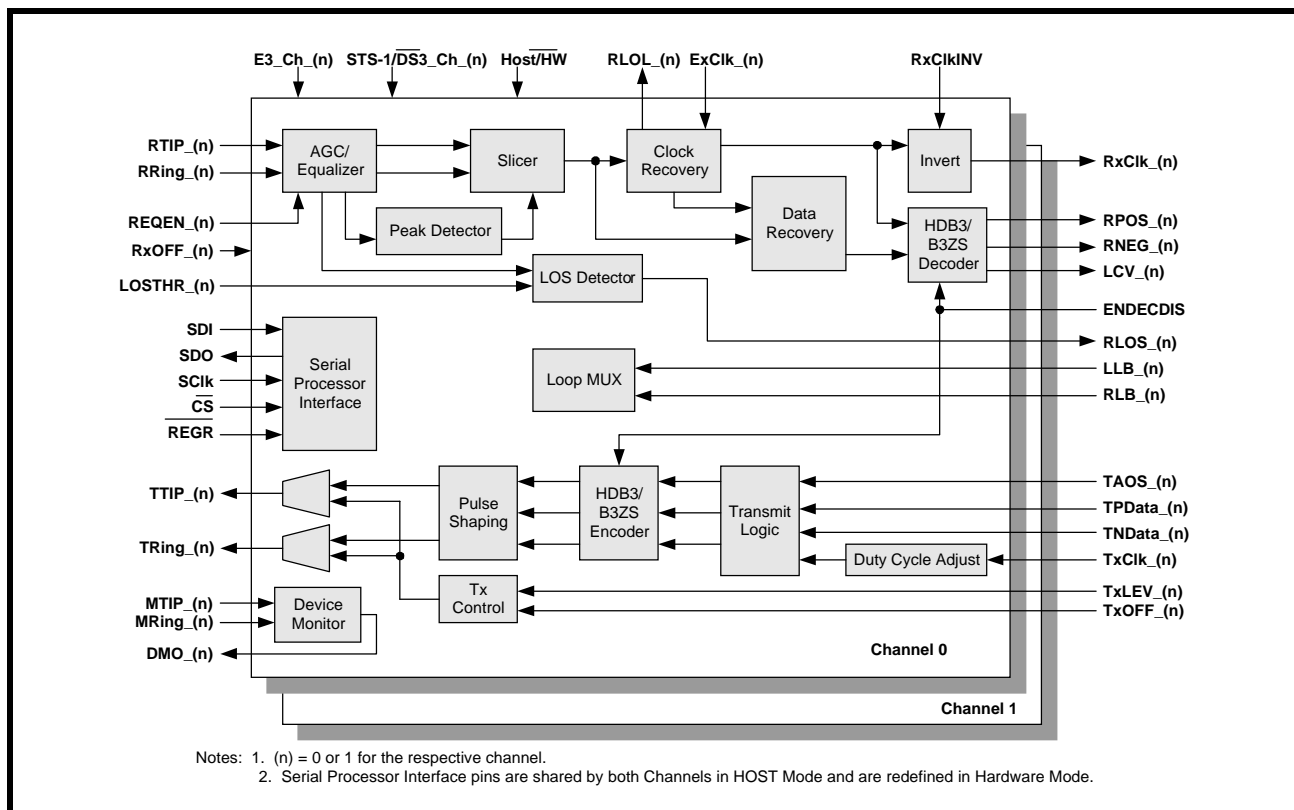 E3_Ch_(n)
STS-1/D̅S̅3_Ch_(n)
Host/H̅W̅
RLOL_(n)
ExClk_(n)
RxClkINV
RTIP_(n)
RRing_(n)
REQEN_(n)
RxOFF_(n)
LOSTHR_(n)
SDI
SDO
SClk
C̅S̅
R̅E̅G̅R̅
TTIP_(n)
TRing_(n)
MTIP_(n)
MRing_(n)
DMO_(n)
AGC/
Equalizer
Slicer
Clock
Recovery
Invert
Peak Detector
Data
Recovery
HDB3/
B3ZS
Decoder
LOS Detector
Serial
Processor
Interface
Loop MUX
Pulse
Shaping
HDB3/
B3ZS
Encoder
Transmit
Logic
Duty Cycle Adjust
Tx
Control
Device
Monitor
Channel 0
Channel 1
RxClk_(n)
RPOS_(n)
RNEG_(n)
LCV_(n)
ENDECDIS
RLOS_(n)
LLB_(n)
RLB_(n)
TAOS_(n)
TPData_(n)
TNData_(n)
TxClk_(n)
TxLEV_(n)
TxOFF_(n)
Notes: 1. (n) = 0 or 1 for the respective channel.
2. Serial Processor Interface pins are shared by both Channels in HOST Mode and are redefined in Hardware Mode.